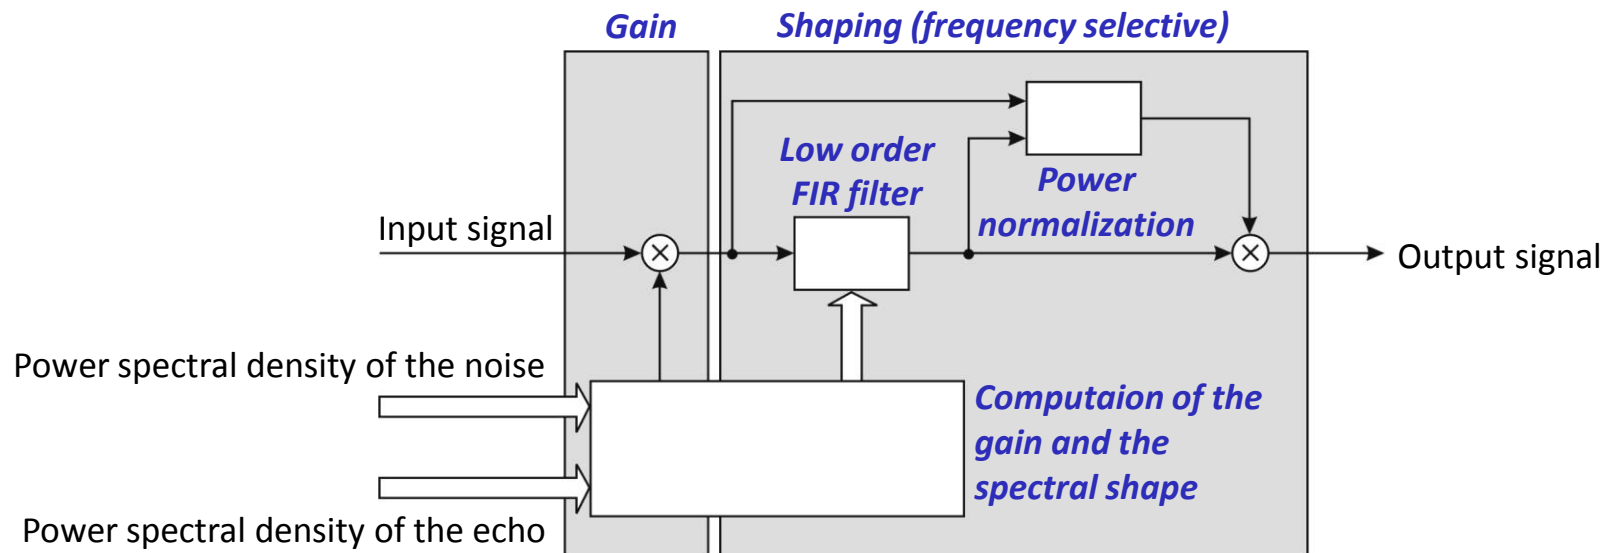 Gain
Shaping (frequency selective)
Low order
FIR filter
Power
normalization
Input signal
Output signal
Power spectral density of the noise
Computaion of the
gain and the
spectral shape
Power spectral density of the echo